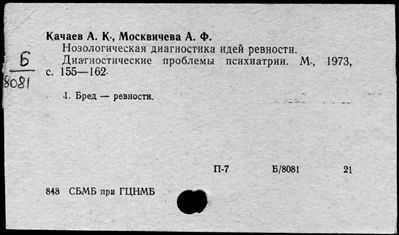 Качаев А. К., Москвичева А. Ф.
Нозологическая диагностика идей ревности.
Диагностические проблемы психиатрии. М., 1973,
с. 155—162
Б
8081
1. Бред — ревности.
П-7 Б/8081 21
848 СБМБ при ГЦНМБ